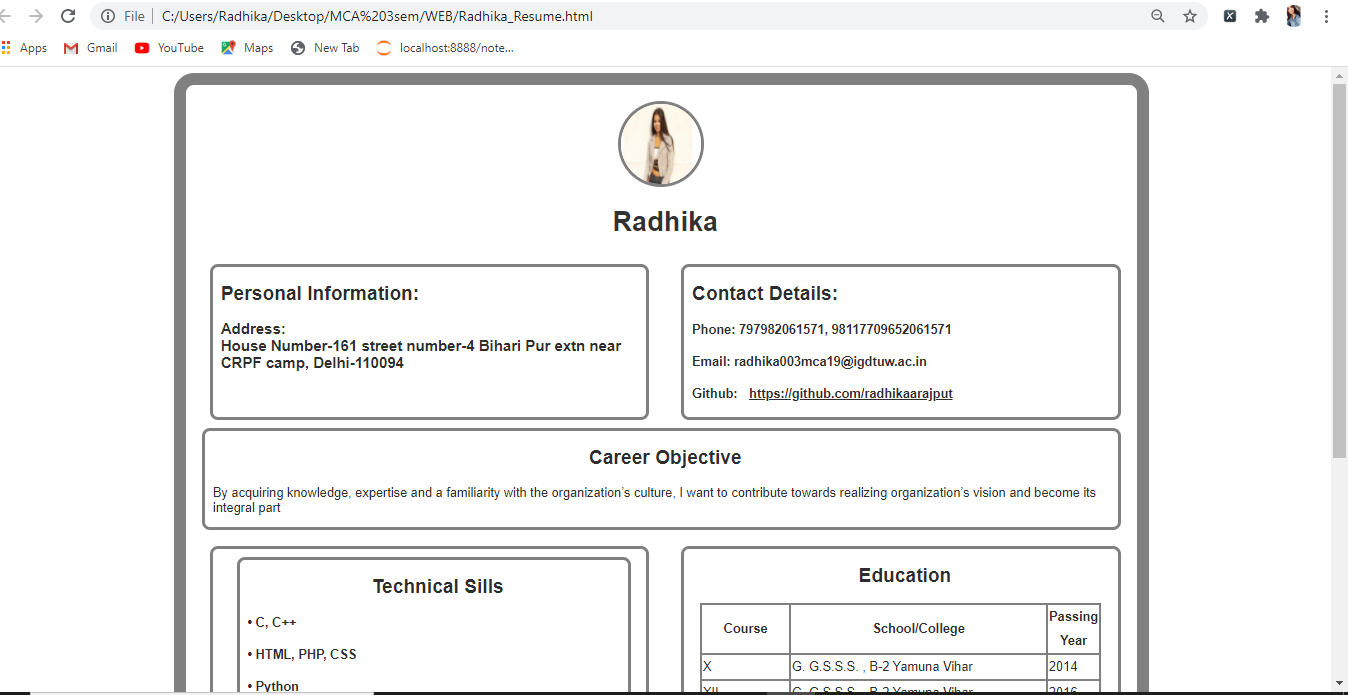 File C:/Users/Radhika/Desktop/MCA%203sem/WEB/Radhika_Resume.html
Apps Gmail YouTube Maps New Tab localhost:8888/note...
Radhika
Personal Information:
Address:
House Number-161 street number-4 Bihari Pur extn near
CRPF camp, Delhi-110094
Contact Details:
Phone: 797982061571, 98117709652061571
Email: radhika003mca19@igdtuw.ac.in
Github: https://github.com/radhikaarajput
Career Objective
By acquiring knowledge, expertise and a familiarity with the organization's culture, I want to contribute towards realizing organization's vision and become its
integral part
Technical Sills
• C, C++
• HTML, PHP, CSS
• Python
Education
Course School/College Passing Year
X G. G.S.S.S. , B-2 Yamuna Vihar 2014
XII G. G.S.S.S. , B-2 Yamuna Vihar 2016